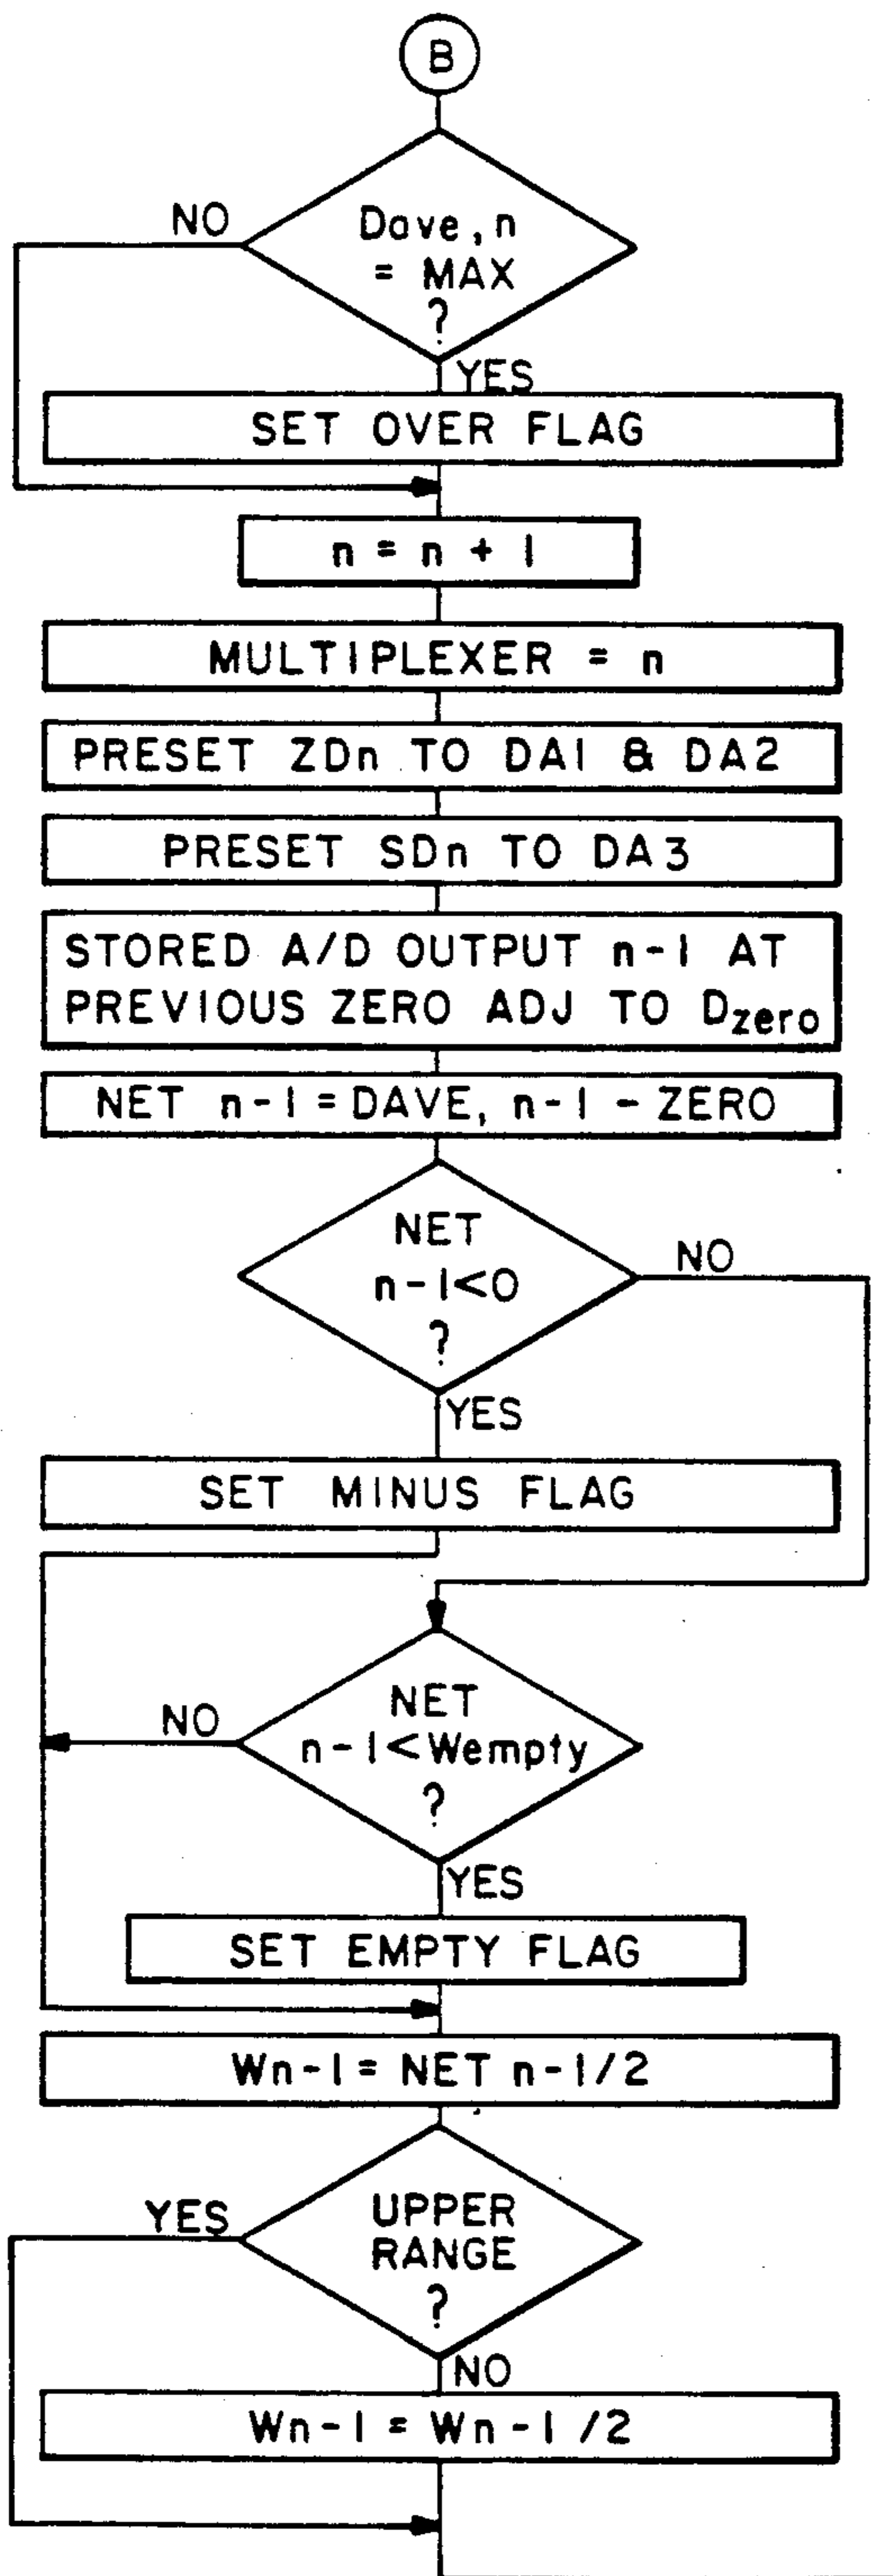 B
NO
Dave, n
= MAX
?
YES
SET OVER FLAG
n = n + 1
MULTIPLEXER = n
PRESET ZDn TO DA1 & DA2
PRESET SDn TO DA3
STORED A/D OUTPUT n-1 AT
PREVIOUS ZERO ADJ TO Dzero
NET n-1 = DAVE, n-1 - ZERO
NET
n-1<0
?
NO
YES
SET MINUS FLAG
NET
n-1<Wempty
?
NO
YES
SET EMPTY FLAG
Wn-1 = NET n-1/2
YES
UPPER
RANGE
?
NO
Wn-1 = Wn-1/2